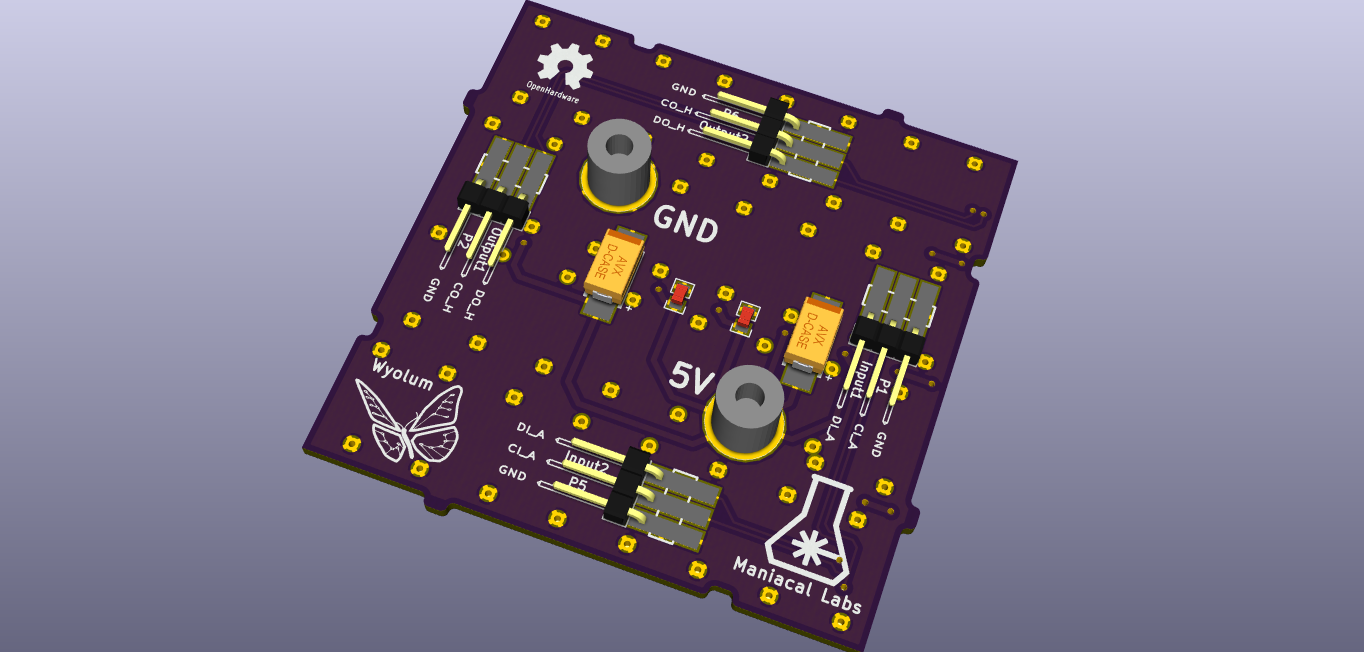 OpenHardware
GND
CO_H
DO_H
P6
Output2
P2
Output1
GND
CO_H
DO_H
GND
AVX
D-CASE
+
AVX
D-CASE
+
5V
Input1
P1
DI_A
CI_A
GND
Wyolum
DI_A
CI_A
GND
Input2
P5
Maniacal Labs